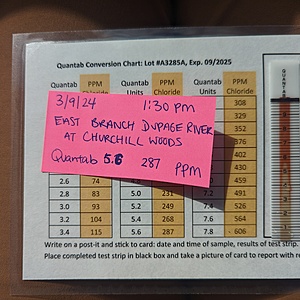 Quantab Conversion Chart: Lot #A3285A, Exp. 09/2025
Quantab PPM Quantab PPM Quantab PPM
Units Chloride Units Chloride Chloride
3/9/24 1:30 pm
EAST BRANCH DUPAGE RIVER
AT CHURCHILL WOODS
Quantab 5.6 287 ppm
308
329
352
376
402
430
2.6 74 459
2.8 83 5.0 231 7.2 491
3.0 93 5.2 249 7.4 526
3.2 104 5.4 268 7.6 564
3.4 115 5.6 287 7.8 606
Write on a post-it and stick to card: date and time of sample, results of test strip.
Place completed test strip in black box and take a picture of card to report with re
QUANTAB